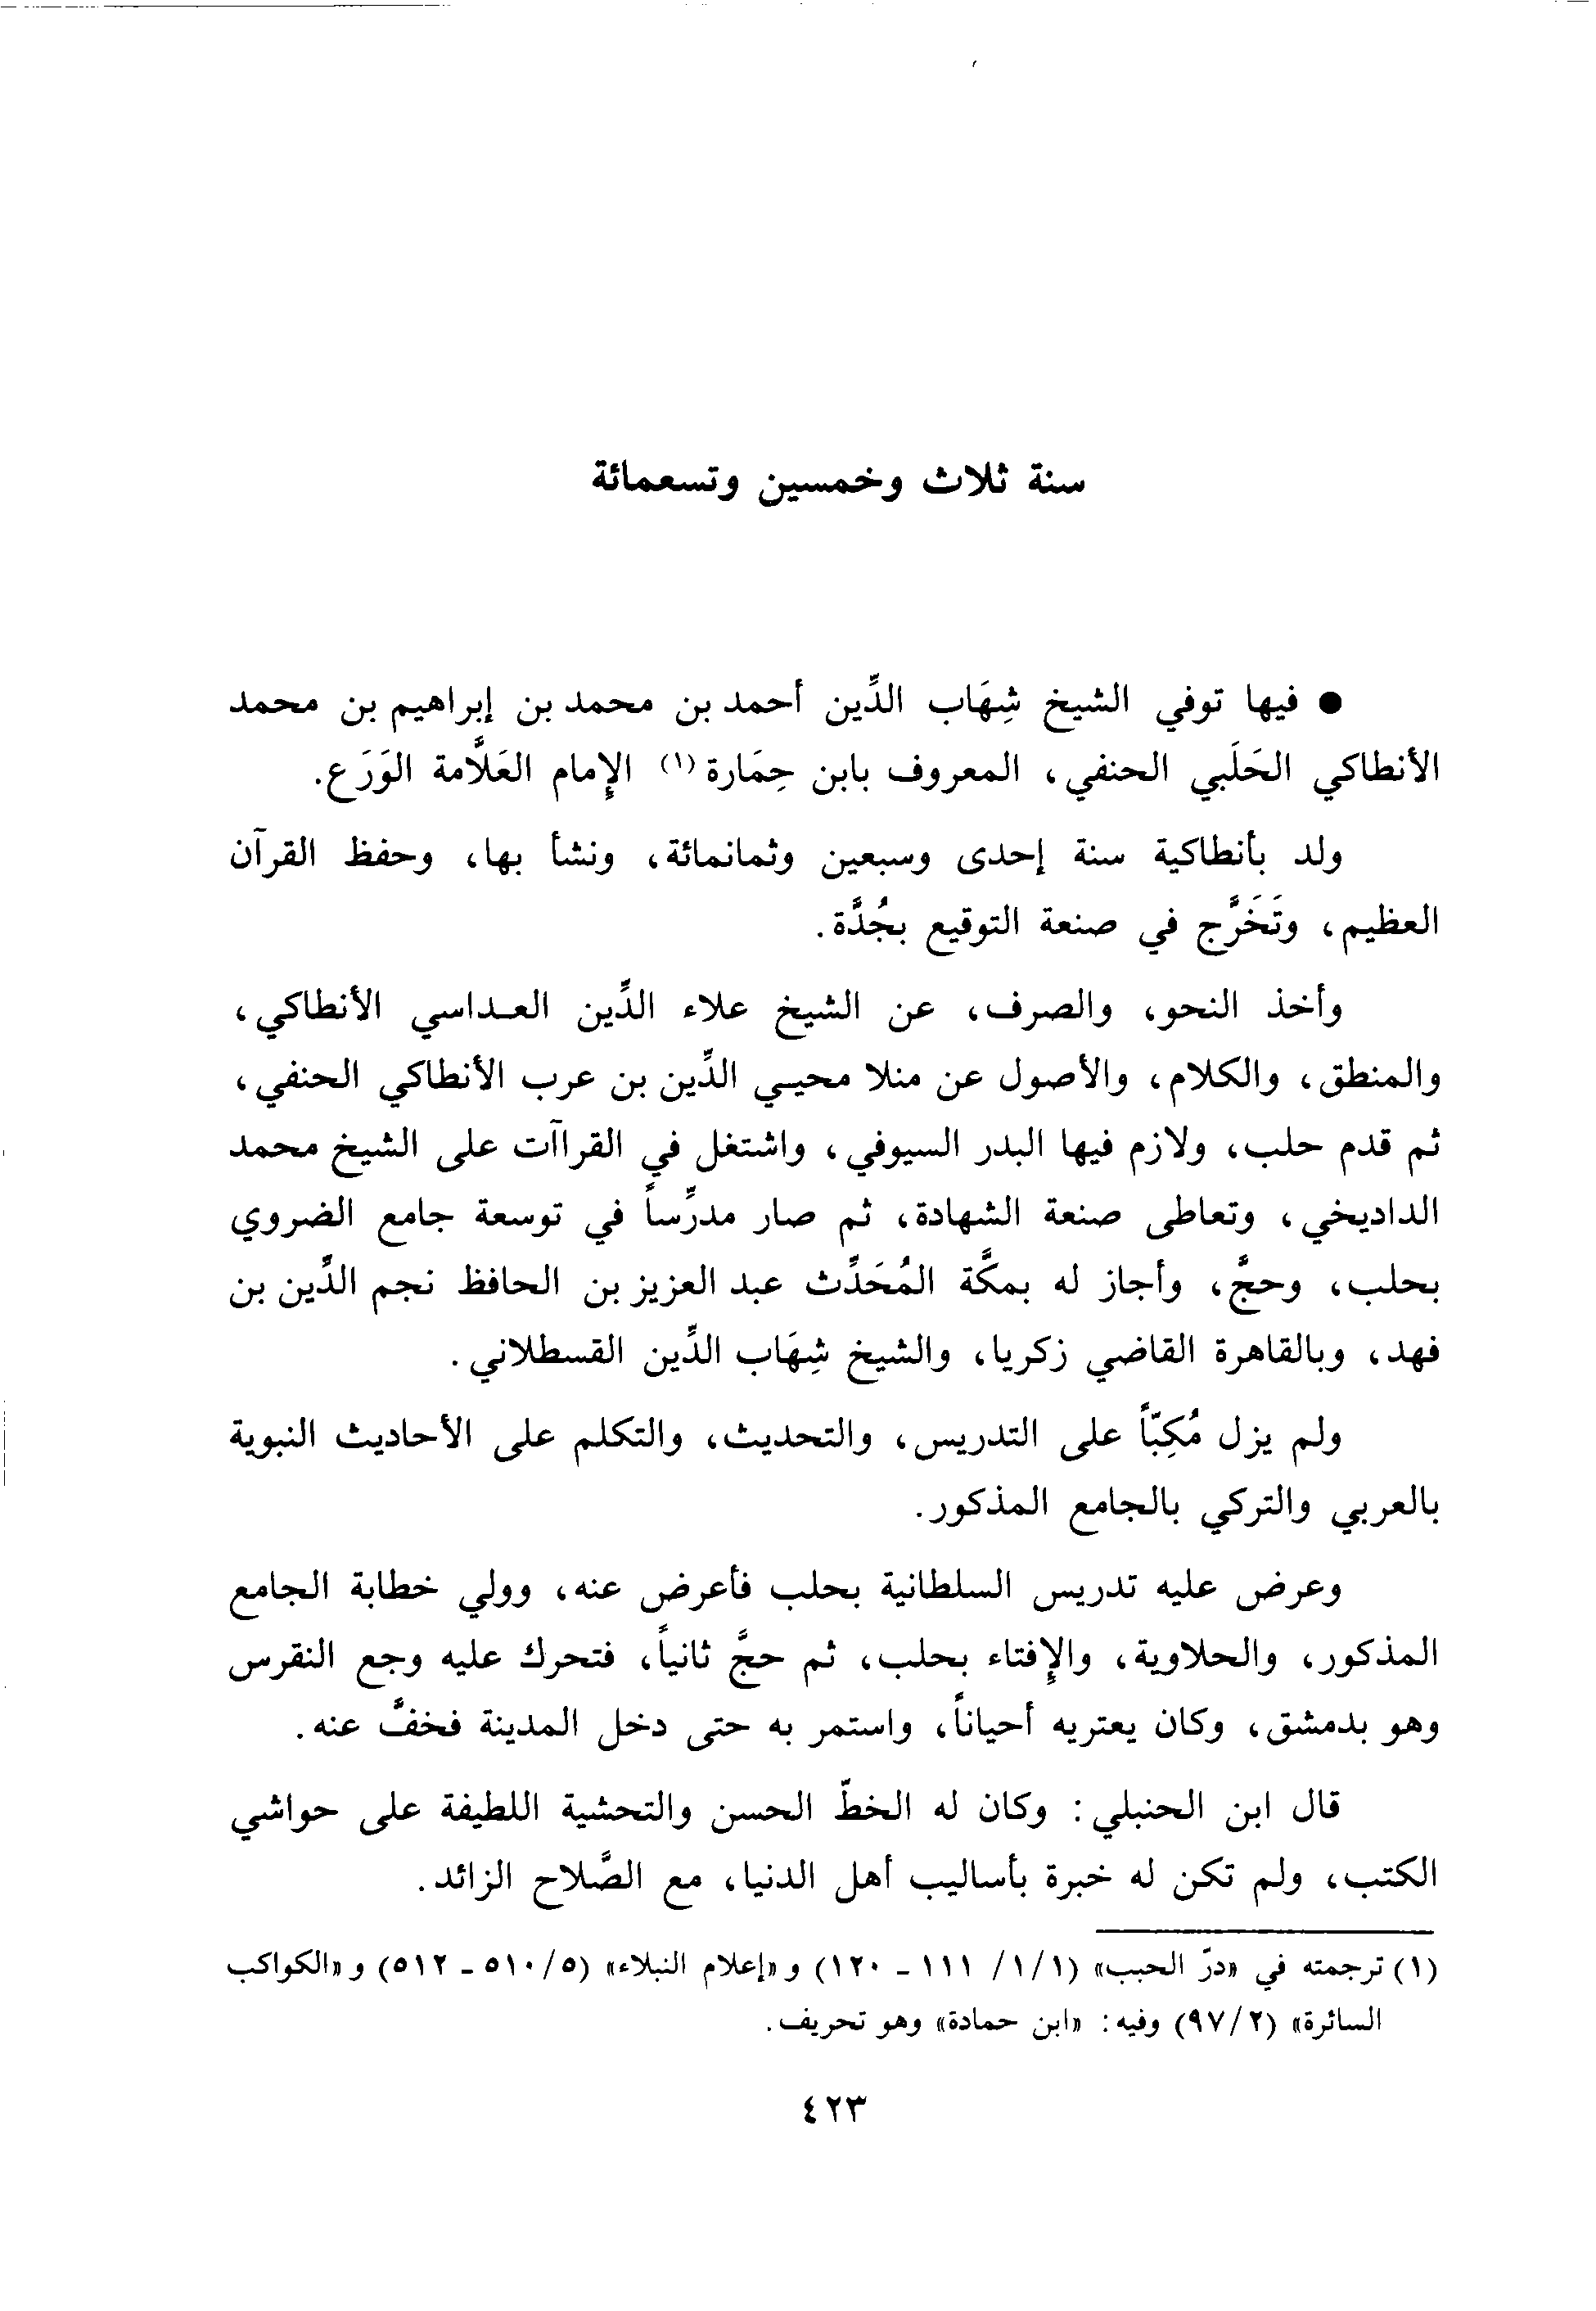 سنة ثلاث وخمسين وتسعمائة
● فيها توفي الشيخ شِهَاب الدِّين أحمد بن محمد بن إبراهيم بن محمد
الأنطاكي الحَلَبي الحنفي، المعروف بابن حِمَارة (١) الإمام العَلَّامة الوَرَع.
ولد بأنطاكية سنة إحدى وسبعين وثمانمائة، ونشأ بها، وحفظ القرآن
العظيم، وتَخَرَّج في صنعة التوقيع بجُدَّة.
وأخذ النحو، والصرف، عن الشيخ علاء الدِّين العداسي الأنطاكي،
والمنطق، والكلام، والأصول عن منلا محيي الدِّين بن عرب الأنطاكي الحنفي،
ثم قدم حلب، ولازم فيها البدر السيوفي، واشتغل في القراآت على الشيخ محمد
الداديخي، وتعاطى صنعة الشهادة، ثم صار مدرِّساً في توسعة جامع الضروي
بحلب، وحجَّ، وأجاز له بمكَّة المُحَدِّث عبد العزيز بن الحافظ نجم الدِّين بن
فهد، وبالقاهرة القاضي زكريا، والشيخ شِهَاب الدِّين القسطلاني.
ولم يزل مُكِبّاً على التدريس، والتحديث، والتكلم على الأحاديث النبوية
بالعربي والتركي بالجامع المذكور.
وعرض عليه تدريس السلطانية بحلب فأعرض عنه، وولي خطابة الجامع
المذكور، والحلاوية، والإفتاء بحلب، ثم حجَّ ثانياً، فتحرك عليه وجع النقرس
وهو بدمشق، وكان يعتريه أحياناً، واستمر به حتى دخل المدينة فخفَّ عنه.
قال ابن الحنبلي: وكان له الخطّ الحسن والتحشية اللطيفة على حواشي
الكتب، ولم تكن له خبرة بأساليب أهل الدنيا، مع الصَّلاح الزائد.
(١) ترجمته في «درّ الحبب» (١/١/ ١١١ - ١٢٠) و «إعلام النبلاء» (٥/ ٥١٠ - ٥١٢) و «الكواكب
السائرة» (٢/ ٩٧) وفيه: «ابن حمادة» وهو تحريف.
٤٢٣